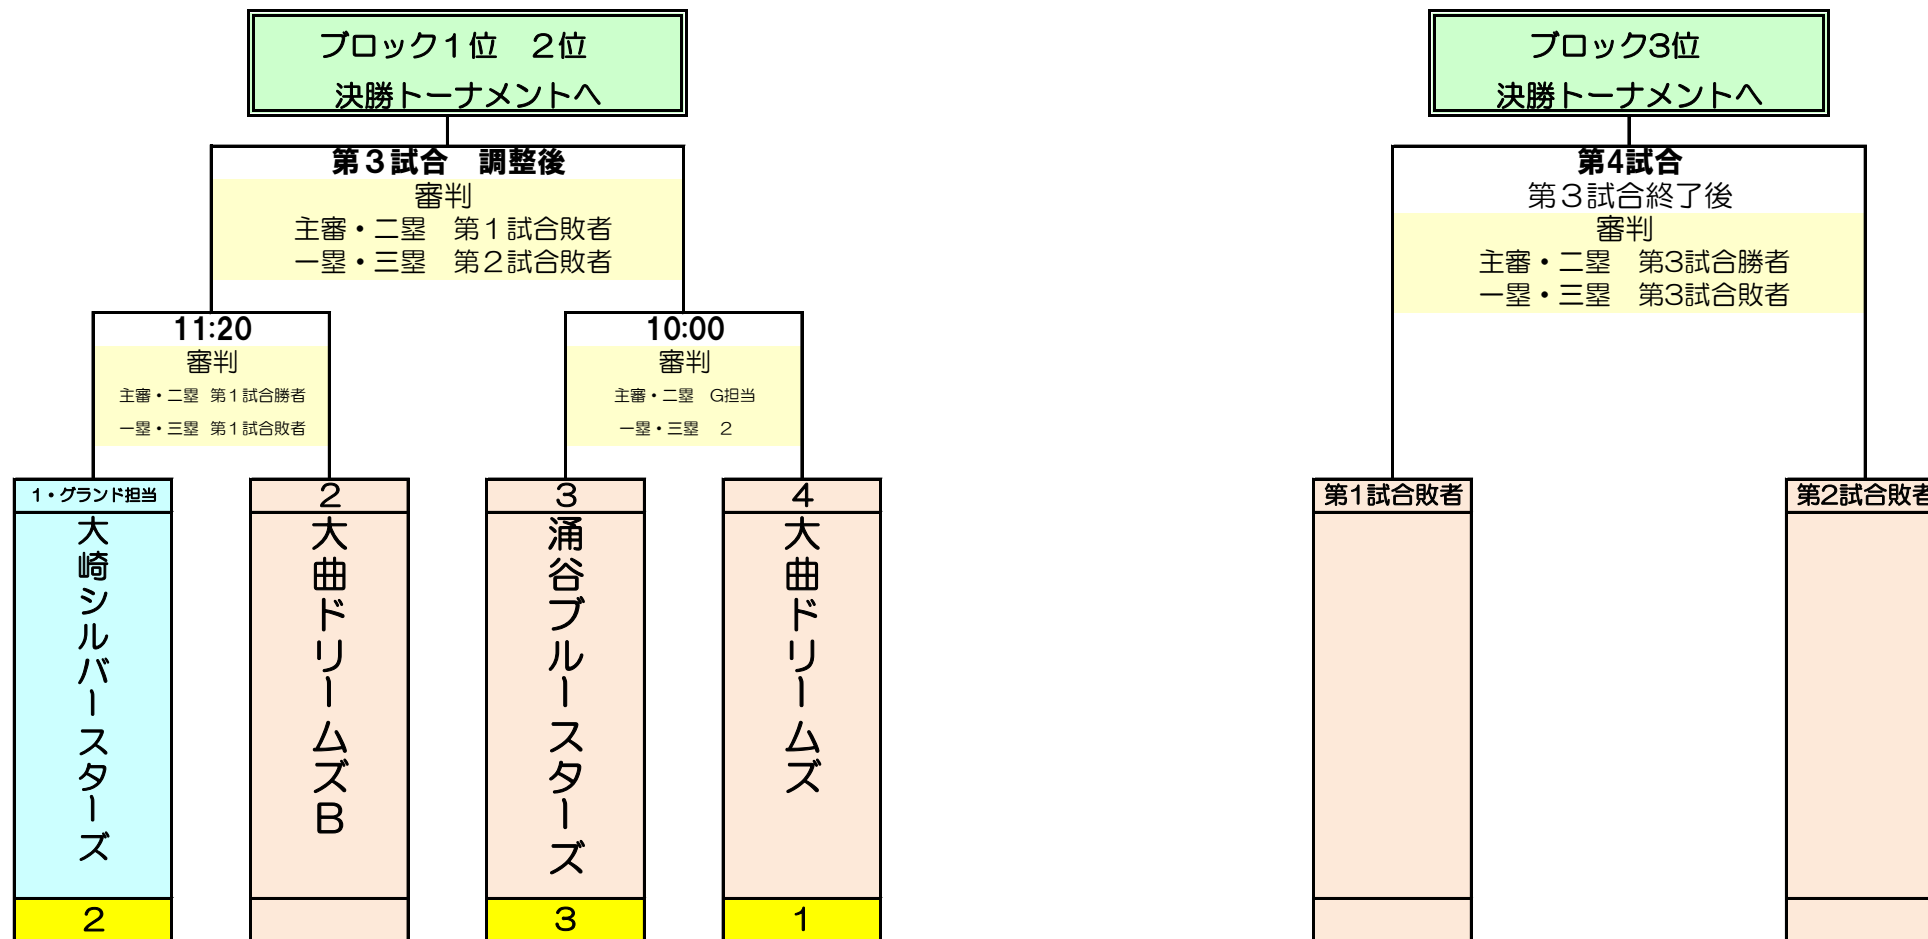 ブロック１位　２位
決勝トーナメントへ
第３試合　調整後
審判
主審・二塁　第１試合敗者
一塁・三塁　第２試合敗者
11:20
審判
主審・二塁　第１試合勝者
一塁・三塁　第１試合敗者
10:00
審判
主審・二塁　G担当
一塁・三塁　２
1・グランド担当
大崎シルバースターズ
2
２
大曲ドリームズＢ
３
涌谷ブルースターズ
3
４
大曲ドリームズ
1
ブロック3位
決勝トーナメントへ
第4試合
第３試合終了後
審判
主審・二塁　第3試合勝者
一塁・三塁　第3試合敗者
第1試合敗者
第2試合敗者